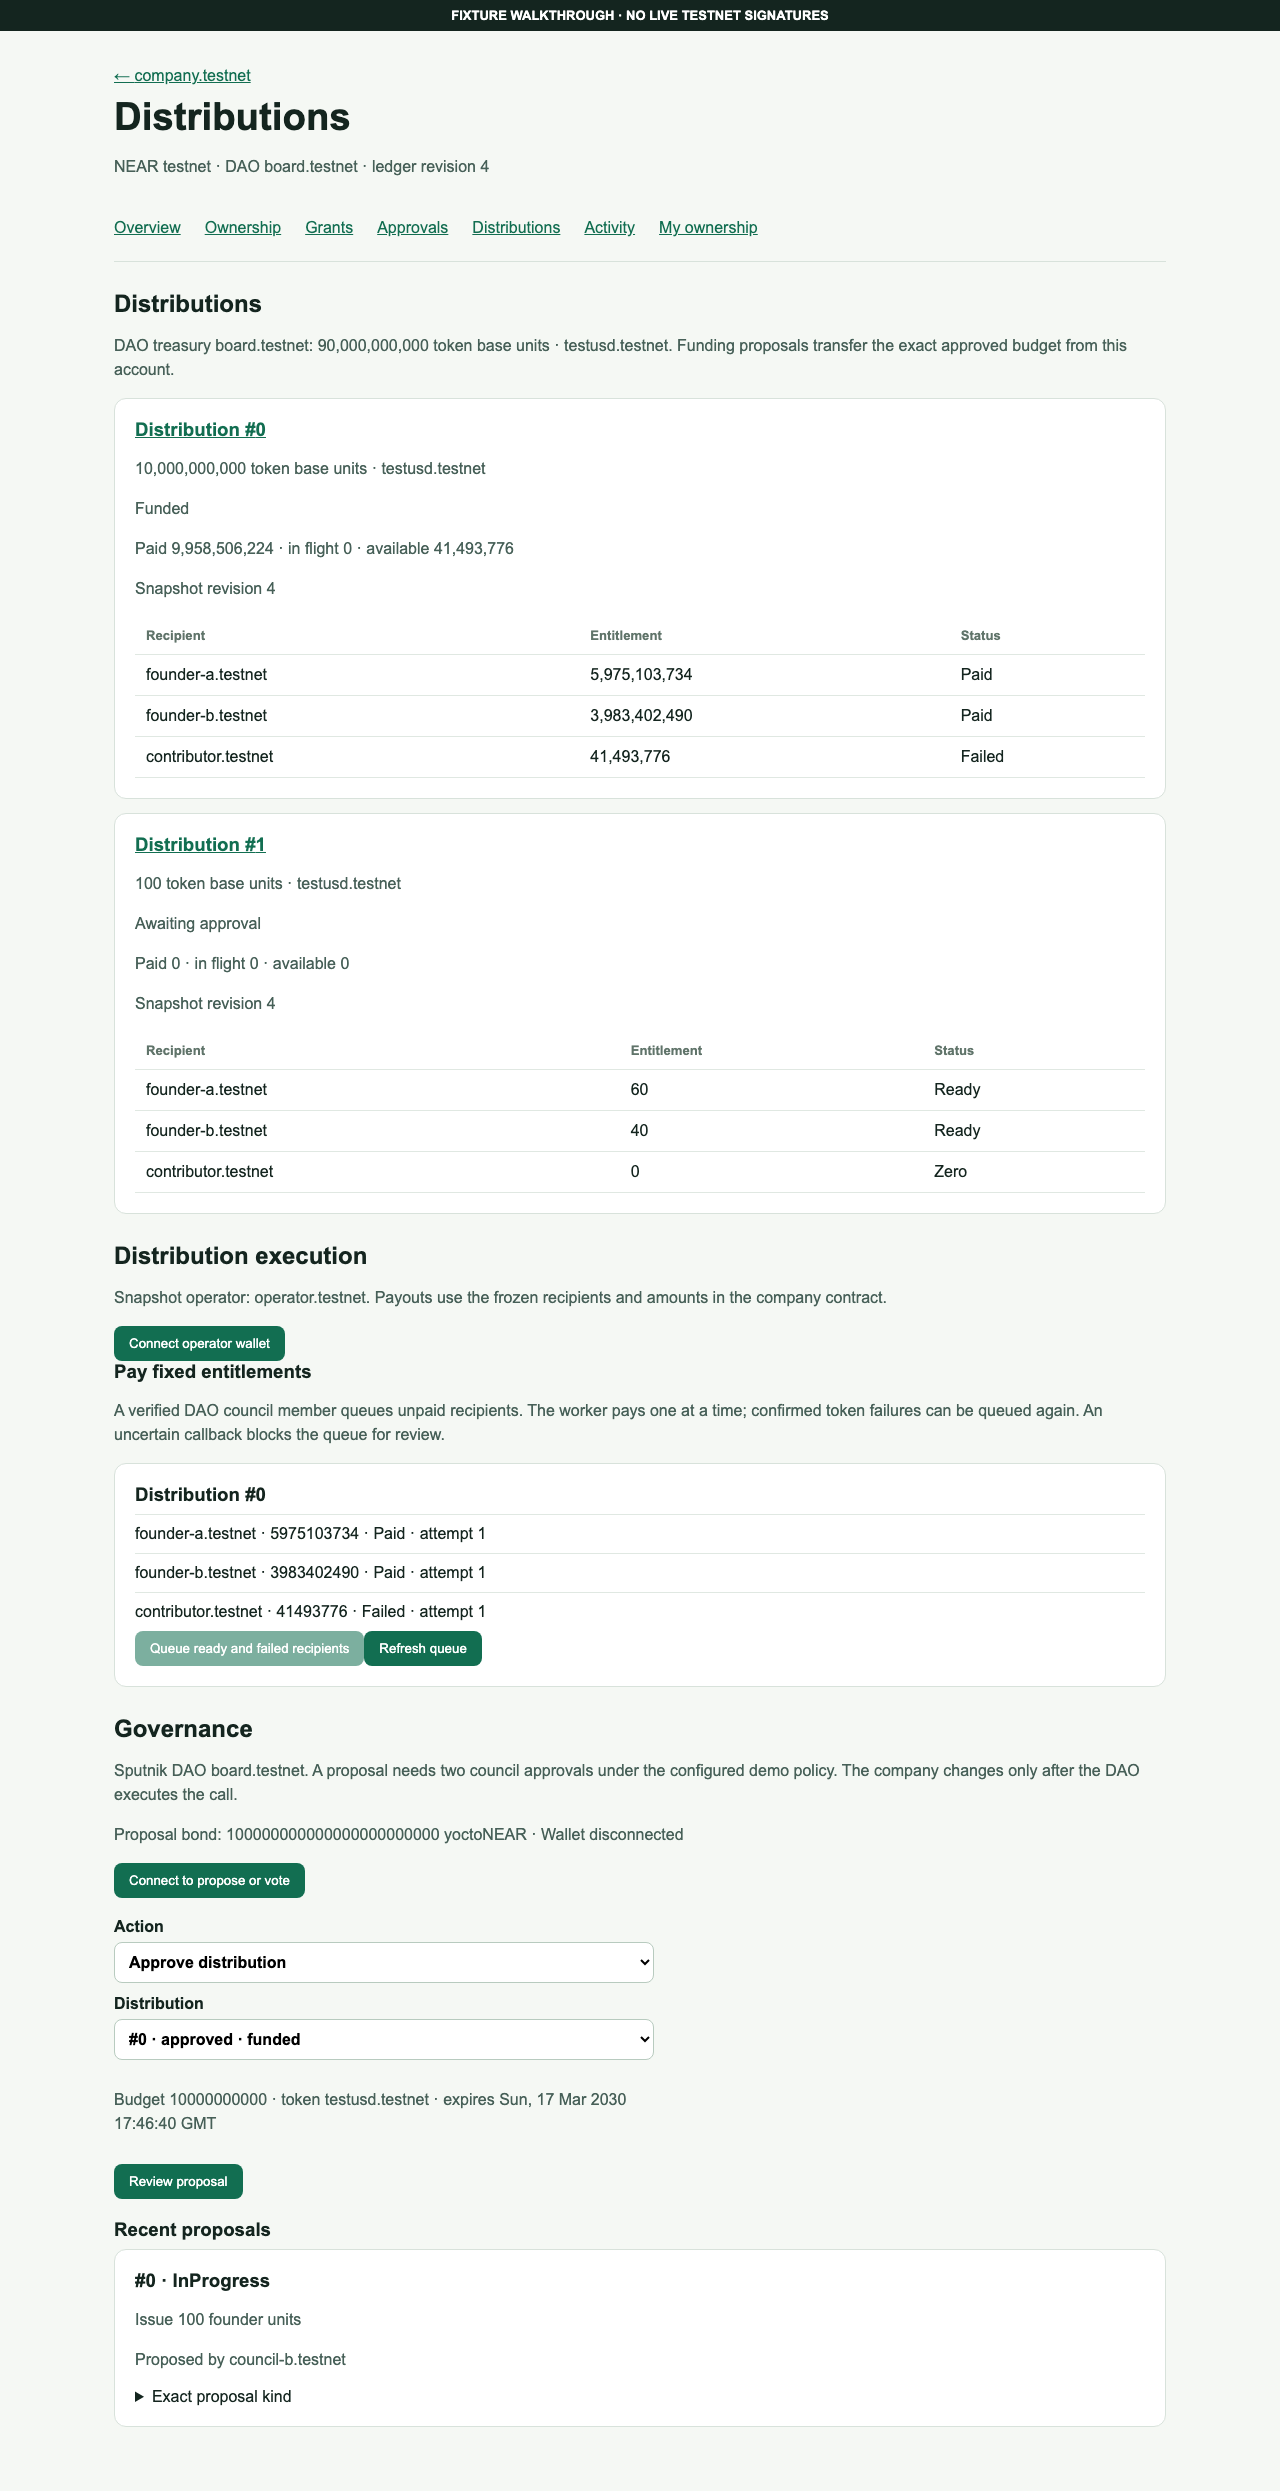 FIXTURE WALKTHROUGH · NO LIVE TESTNET SIGNATURES
← company.testnet
Distributions
NEAR testnet · DAO board.testnet · ledger revision 4
Overview Ownership Grants Approvals Distributions Activity My ownership
Distributions
DAO treasury board.testnet: 90,000,000,000 token base units · testusd.testnet. Funding proposals transfer the exact approved budget from this
account.
Distribution #0
10,000,000,000 token base units · testusd.testnet
Funded
Paid 9,958,506,224 · in flight 0 · available 41,493,776
Snapshot revision 4
Recipient Entitlement Status
founder-a.testnet 5,975,103,734 Paid
founder-b.testnet 3,983,402,490 Paid
contributor.testnet 41,493,776 Failed
Distribution #1
100 token base units · testusd.testnet
Awaiting approval
Paid 0 · in flight 0 · available 0
Snapshot revision 4
Recipient Entitlement Status
founder-a.testnet 60 Ready
founder-b.testnet 40 Ready
contributor.testnet 0 Zero
Distribution execution
Snapshot operator: operator.testnet. Payouts use the frozen recipients and amounts in the company contract.
Connect operator wallet
Pay fixed entitlements
A verified DAO council member queues unpaid recipients. The worker pays one at a time; confirmed token failures can be queued again. An
uncertain callback blocks the queue for review.
Distribution #0
founder-a.testnet · 5975103734 · Paid · attempt 1
founder-b.testnet · 3983402490 · Paid · attempt 1
contributor.testnet · 41493776 · Failed · attempt 1
Queue ready and failed recipients Refresh queue
Governance
Sputnik DAO board.testnet. A proposal needs two council approvals under the configured demo policy. The company changes only after the DAO
executes the call.
Proposal bond: 100000000000000000000000 yoctoNEAR · Wallet disconnected
Connect to propose or vote
Action
Approve distribution
Distribution
#0 · approved · funded
Budget 10000000000 · token testusd.testnet · expires Sun, 17 Mar 2030
17:46:40 GMT
Review proposal
Recent proposals
#0 · InProgress
Issue 100 founder units
Proposed by council-b.testnet
▶ Exact proposal kind